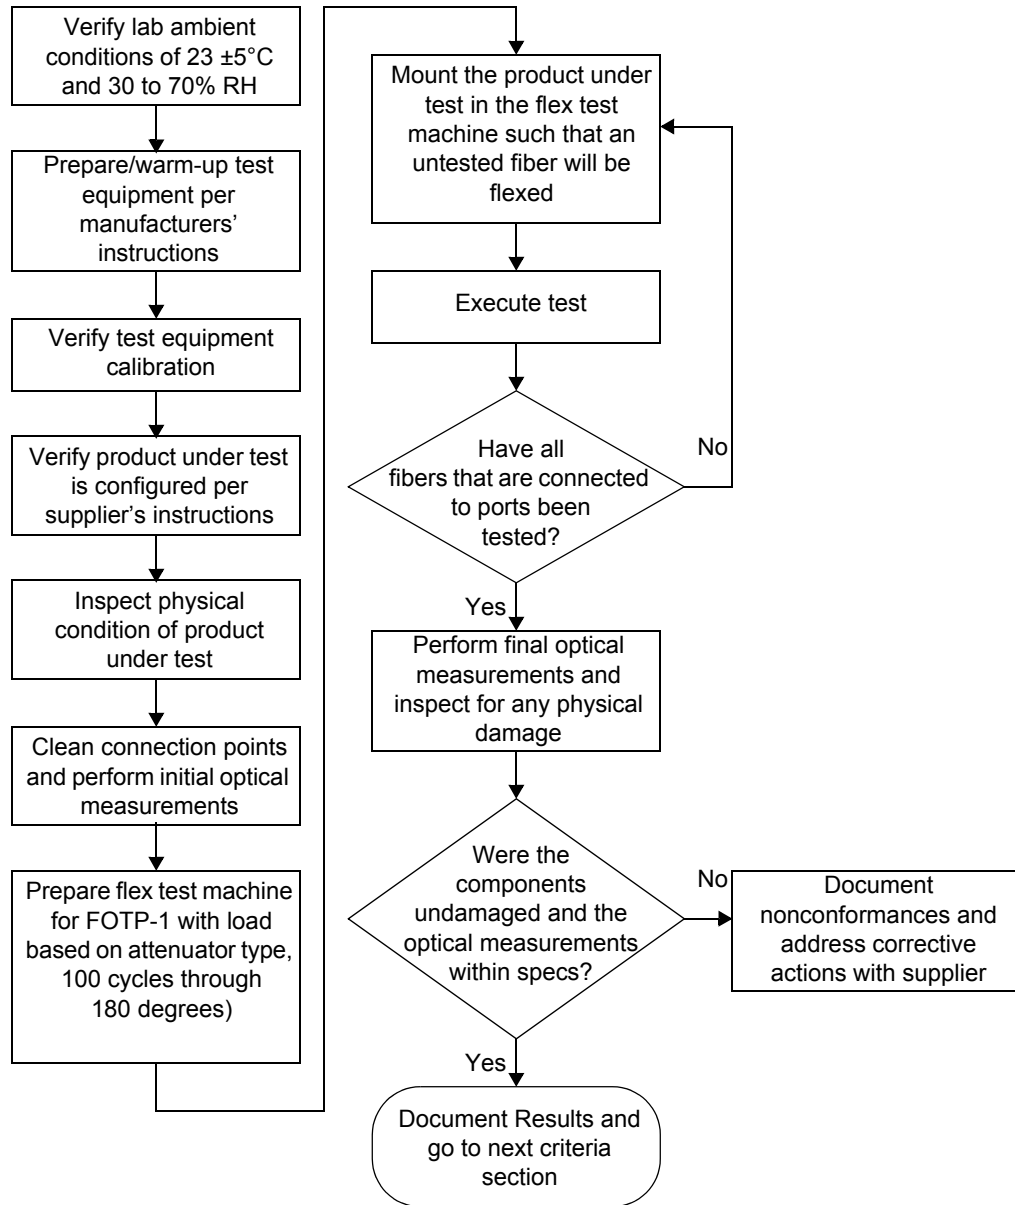 Verify lab ambient
conditions of 23 ±5°C
and 30 to 70% RH
Prepare/warm-up test
equipment per
manufacturers’
instructions
Verify test equipment
calibration
Verify product under test
is configured per
supplier’s instructions
Inspect physical
condition of product
under test
Clean connection points
and perform initial optical
measurements
Prepare flex test machine
for FOTP-1 with load
based on attenuator type,
100 cycles through
180 degrees)
Mount the product under
test in the flex test
machine such that an
untested fiber will be
flexed
Execute test
Have all
fibers that are connected
to ports been
tested?
No
Yes
Perform final optical
measurements and
inspect for any physical
damage
Were the
components
undamaged and the
optical measurements
within specs?
No
Document
nonconformances and
address corrective
actions with supplier
Yes
Document Results and
go to next criteria
section